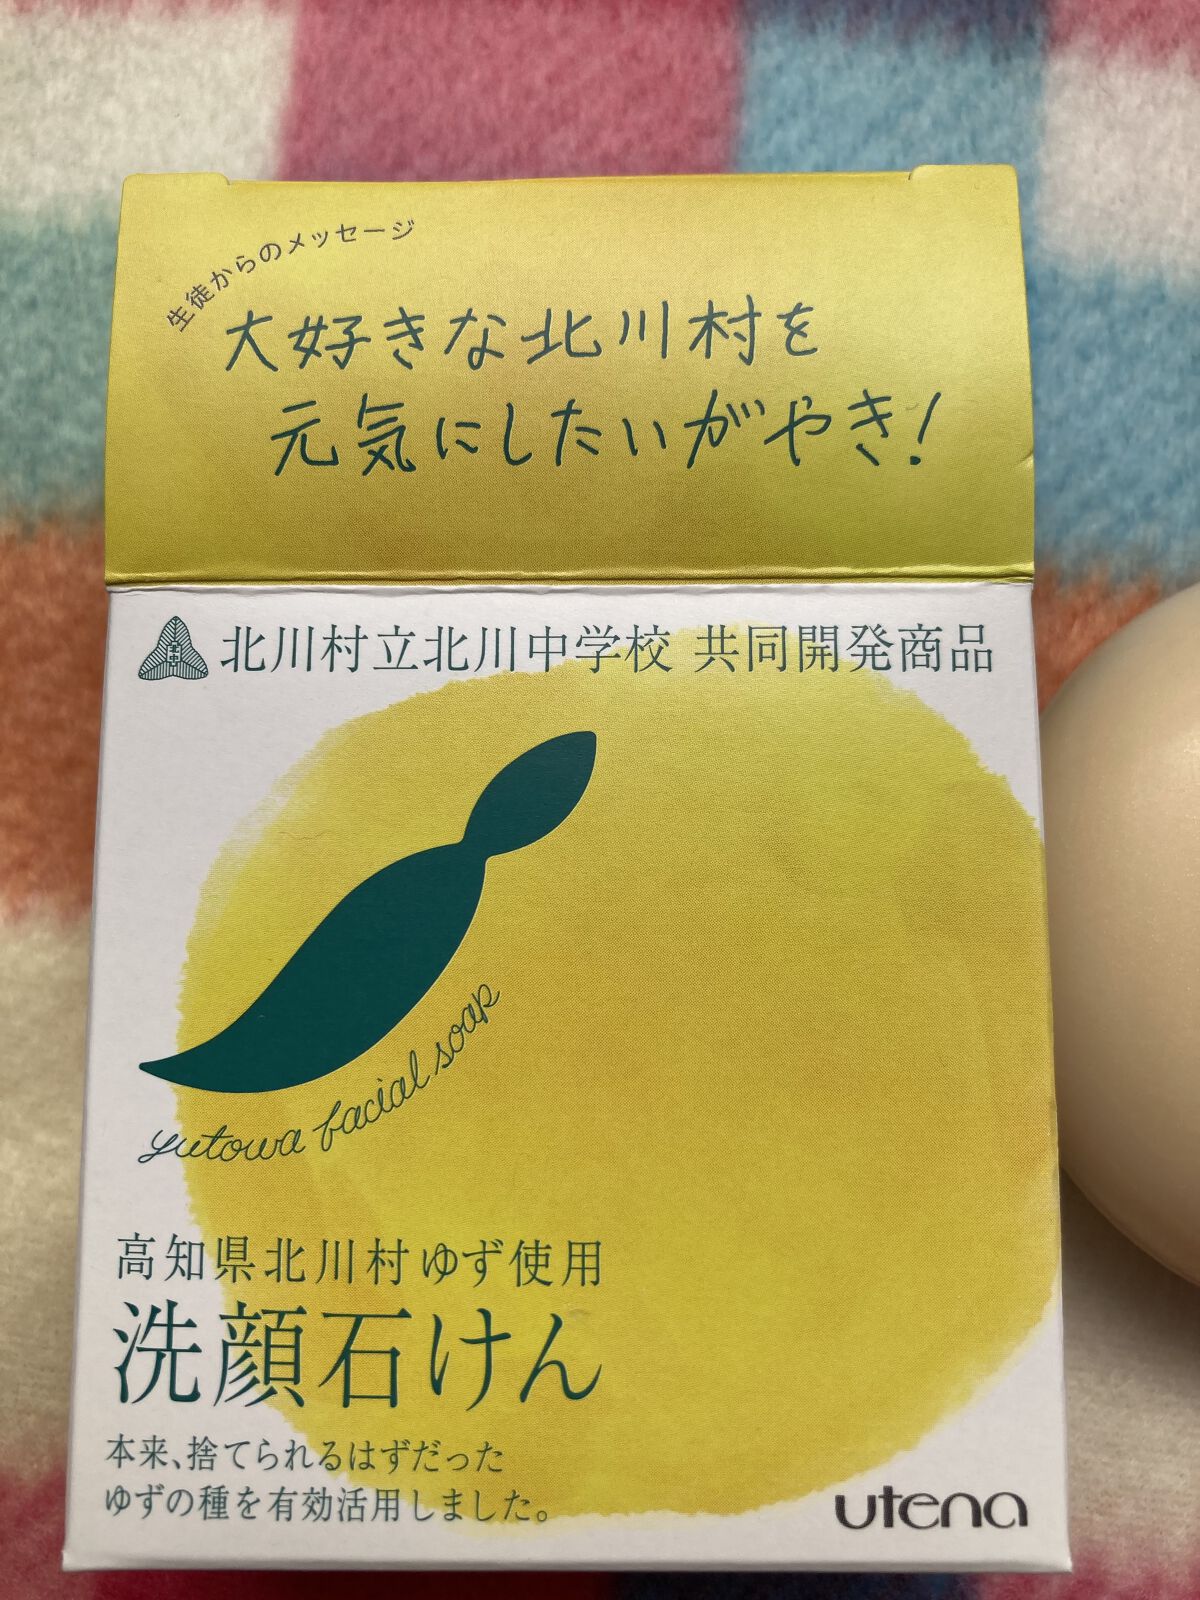 生徒からのメッセージ
大好きな北川村を
元気にしたいがやき!
北中
北川村立北川中学校 共同開発商品
yutowa facial soap
高知県北川村ゆず使用
洗顔石けん
本来、捨てられるはずだった
ゆずの種を有効活用しました。
utena